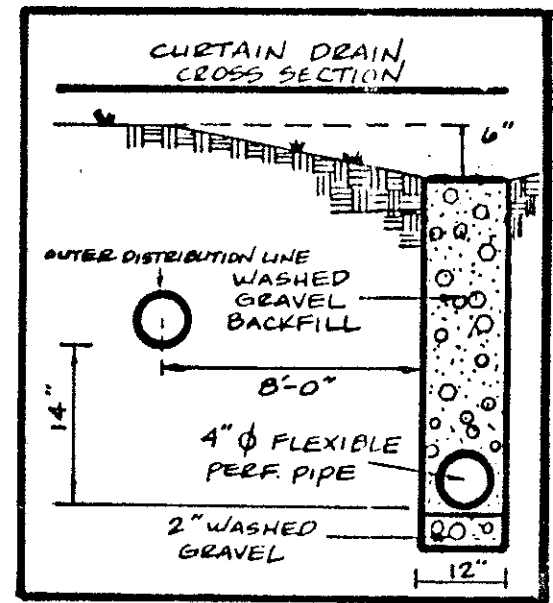 CURTAIN DRAIN
CROSS SECTION
6"
OUTER DISTRIBUTION LINE
WASHED
GRAVEL
BACKFILL
8'-0"
14"
4" Φ FLEXIBLE
PERF. PIPE
2" WASHED
GRAVEL
12"